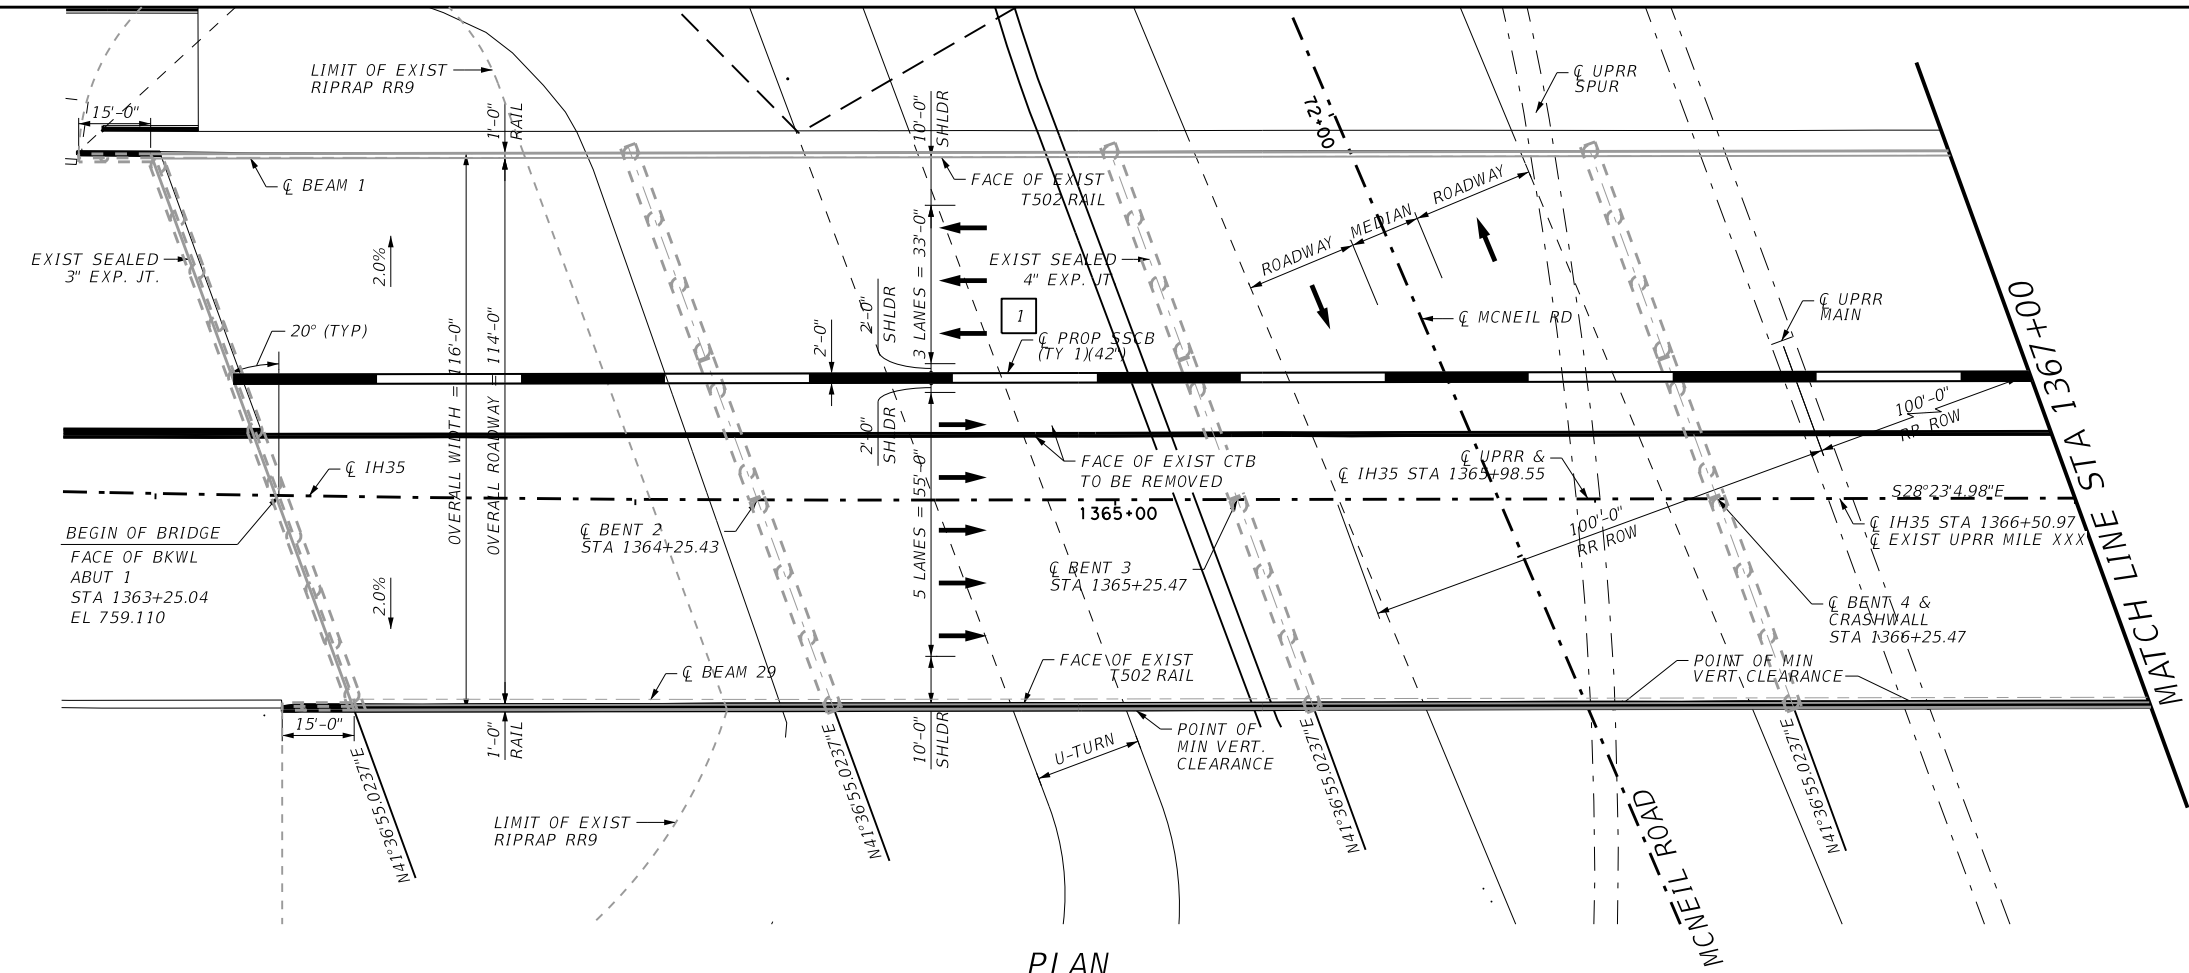 LIMIT OF EXIST
RIPRAP RR9
15'-0"
1'-0"
RAIL
10'-0"
SHLDR
72+00
℄ UPRR
SPUR
℄ BEAM 1
FACE OF EXIST
T502 RAIL
ROADWAY
MEDIAN
ROADWAY
EXIST SEALED
3" EXP. JT.
2.0%
EXIST SEALED
4" EXP. JT
3 LANES = 33'-0"
2'-0"
SHLDR
2'-0"
1
℄ PROP SSCB
(TY 1)(42")
℄ MCNEIL RD
℄ UPRR
MAIN
20° (TYP)
OVERALL WIDTH = 116'-0"
OVERALL ROADWAY = 114'-0"
MATCH LINE STA 1367+00
100'-0"
RR ROW
2'-0"
SHLDR
5 LANES = 55'-0"
℄ IH35
FACE OF EXIST CTB
TO BE REMOVED
℄ UPRR &
℄ IH35 STA 1365+98.55
S28°23'4.98"E
1365+00
BEGIN OF BRIDGE
FACE OF BKWL
ABUT 1
STA 1363+25.04
EL 759.110
℄ BENT 2
STA 1364+25.43
100'-0"
RR ROW
℄ IH35 STA 1366+50.97
℄ EXIST UPRR MILE XXX
℄ BENT 3
STA 1365+25.47
2.0%
℄ BENT 4 &
CRASHWALL
STA 1366+25.47
℄ BEAM 29
FACE OF EXIST
T502 RAIL
POINT OF MIN
VERT CLEARANCE
15'-0"
1'-0"
RAIL
10'-0"
SHLDR
POINT OF
MIN VERT.
CLEARANCE
U-TURN
N41°36'55.0237"E
N41°36'55.0237"E
N41°36'55.0237"E
N41°36'55.0237"E
LIMIT OF EXIST
RIPRAP RR9
MCNEIL ROAD
PLAN